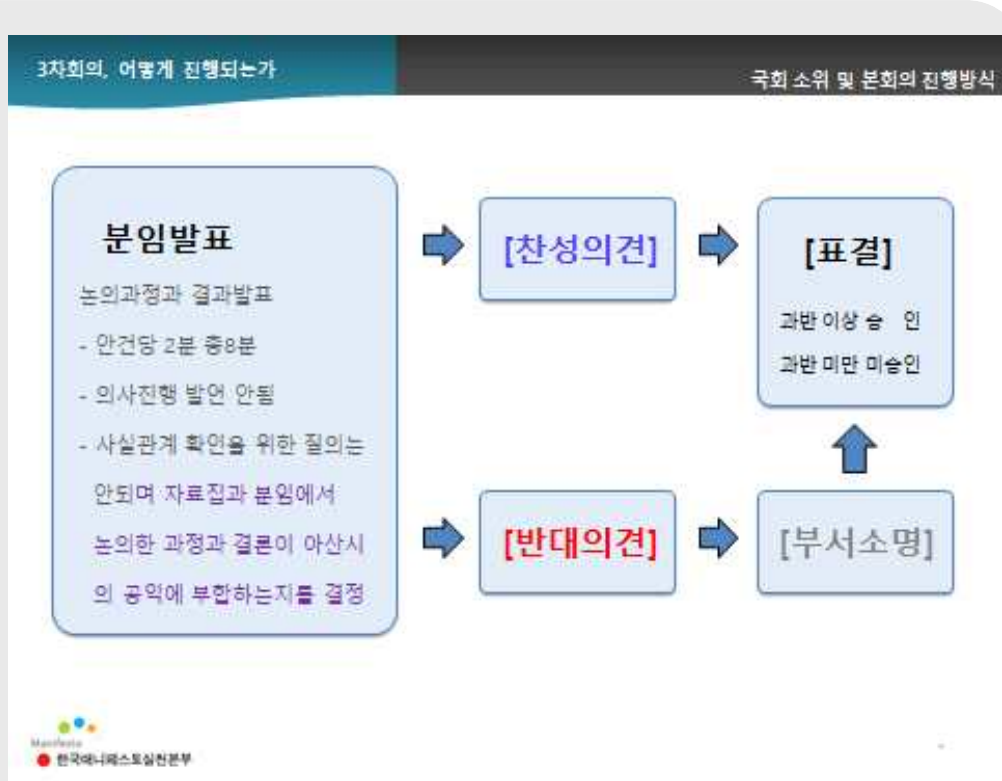 3차회의, 어떻게 진행되는가
국회 소위 및 본회의 진행방식
분임발표
논의과정과 결과발표
- 안건당 2분 총8분
- 의사진행 발언 안됨
- 사실관계 확인을 위한 질의는
안되며 자료집과 분임에서
논의한 과정과 결론이 아산시
의 공익에 부합하는지를 결정
[찬성의견]
[표결]
과반 이상 승 인
과반 미만 미승인
[반대의견]
[부서소명]
Manifesto
한국매니페스토실천본부